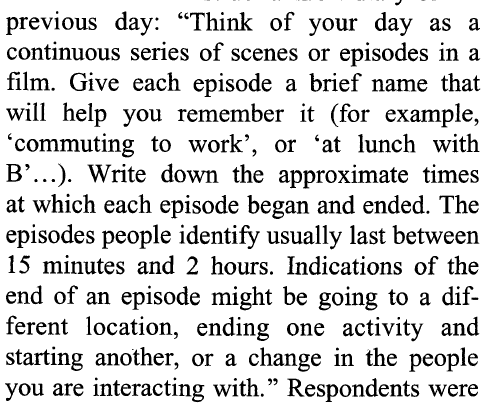 previous day: “Think of your day as a
continuous series of scenes or episodes in a
film. Give each episode a brief name that
will help you remember it (for example,
‘commuting to work’, or ‘at lunch with
B’…). Write down the approximate times
at which each episode began and ended. The
episodes people identify usually last between
15 minutes and 2 hours. Indications of the
end of an episode might be going to a dif-
ferent location, ending one activity and
starting another, or a change in the people
you are interacting with.” Respondents were